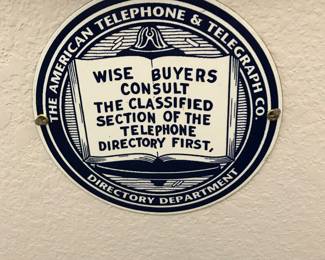 THE AMERICAN TELEPHONE & TELEGRAPH CO.
WISE BUYERS
CONSULT
THE CLASSIFIED
SECTION OF THE
TELEPHONE
DIRECTORY FIRST,
DIRECTORY DEPARTMENT